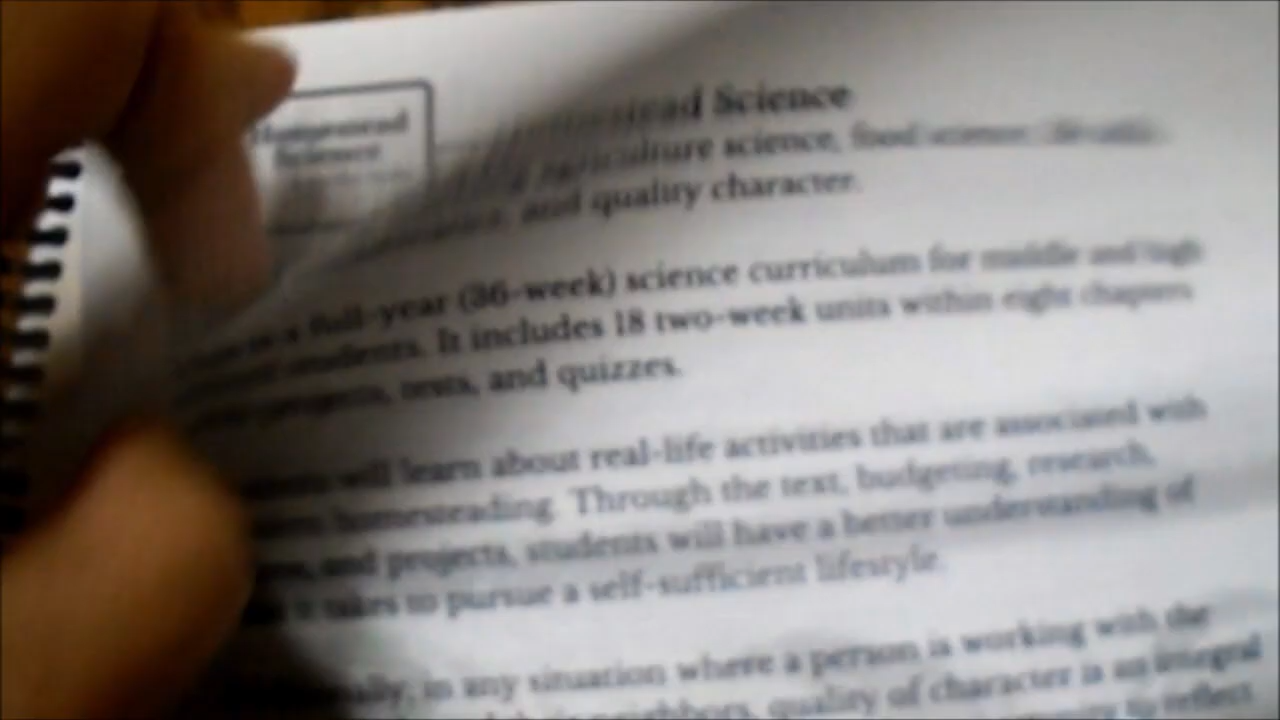 Homestead
Science
Homestead Science
agriculture science, food science,
and quality character.
a full-year (36-week) science curriculum for middle and high
students. It includes 18 two-week units within eight chapters
projects, tests, and quizzes.
will learn about real-life activities that are associated with
homesteading. Through the text, budgeting, research,
and projects, students will have a better understanding of
it takes to pursue a self-sufficient lifestyle.
in any situation where a person is working with the
neighbors, quality of character is an integral
to reflect